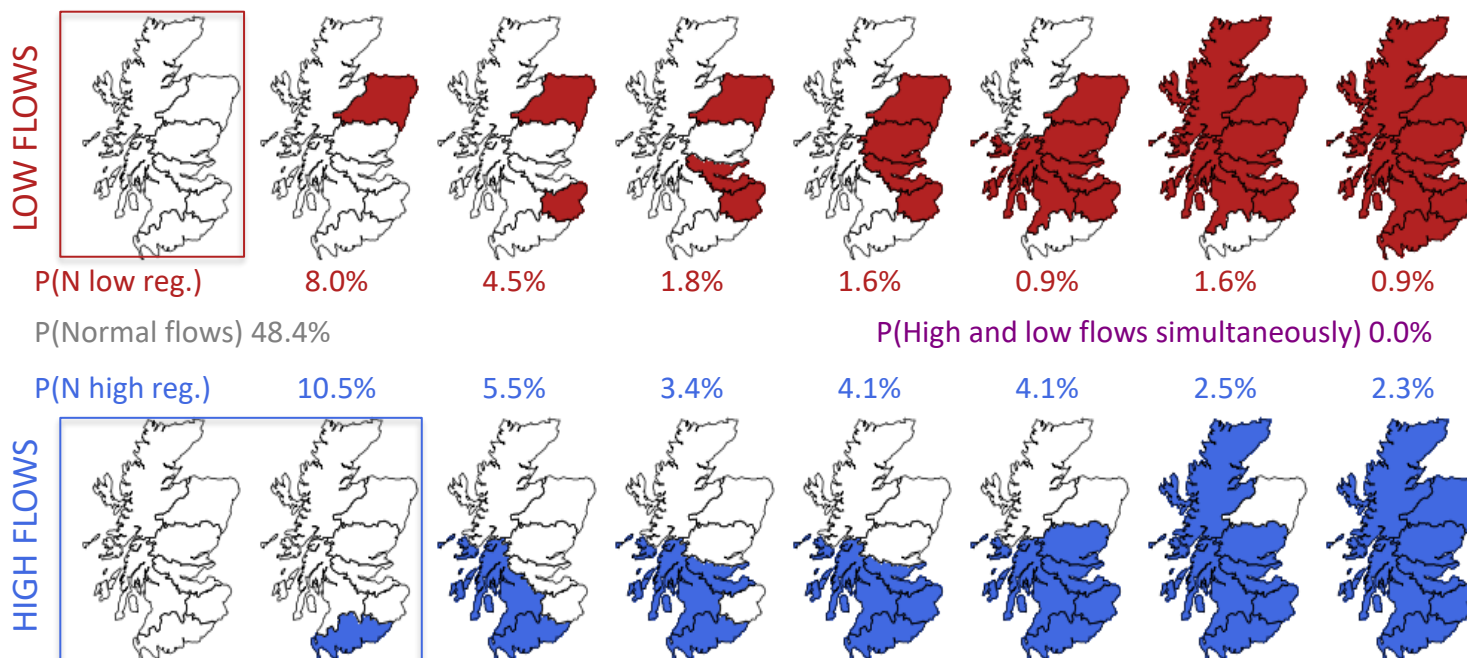 LOW FLOWS
P(N low reg.) 8.0% 4.5% 1.8% 1.6% 0.9% 1.6% 0.9%
P(Normal flows) 48.4% P(High and low flows simultaneously) 0.0%
P(N high reg.) 10.5% 5.5% 3.4% 4.1% 4.1% 2.5% 2.3%
HIGH FLOWS